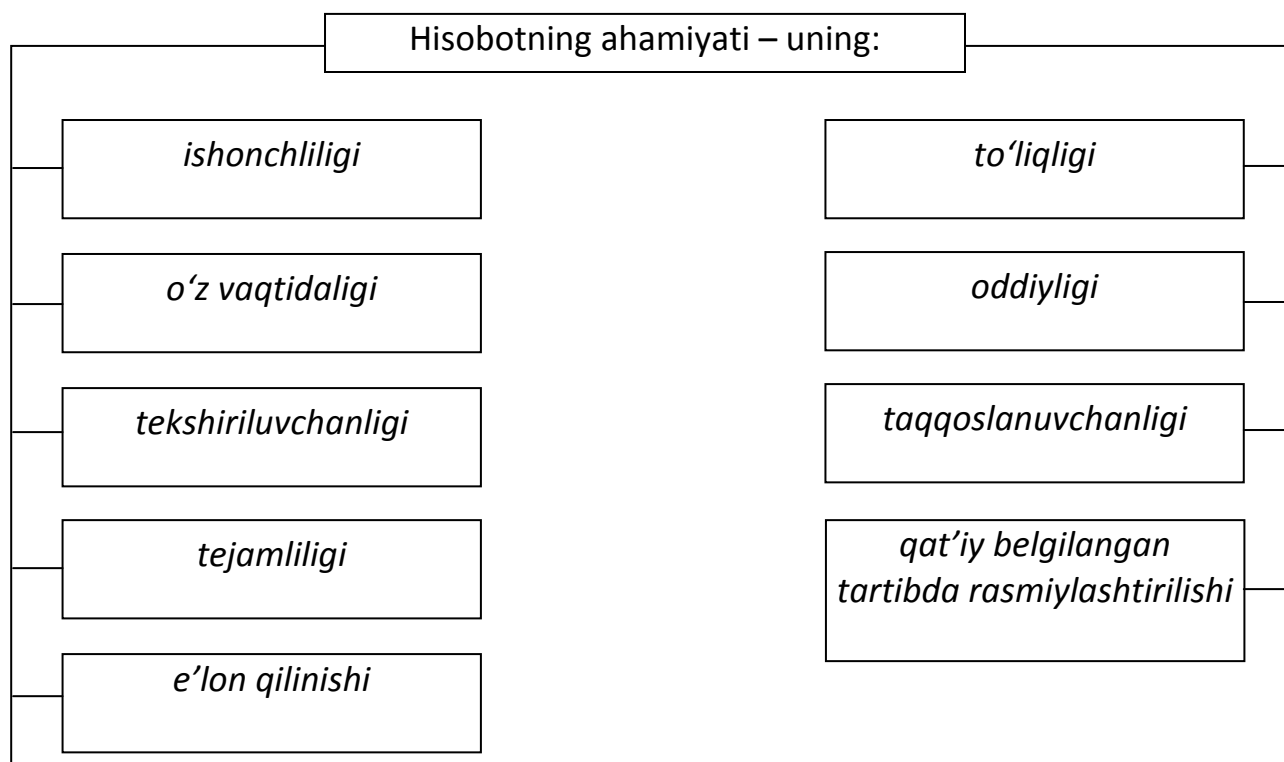 Hisobotning ahamiyati – uning:
ishonchliligi
to‘liqligi
o‘z vaqtidaligi
oddiyligi
tekshiriluvchanligi
taqqoslanuvchanligi
tejamliligi
qat’iy belgilangan
tartibda rasmiylashtirilishi
e’lon qilinishi